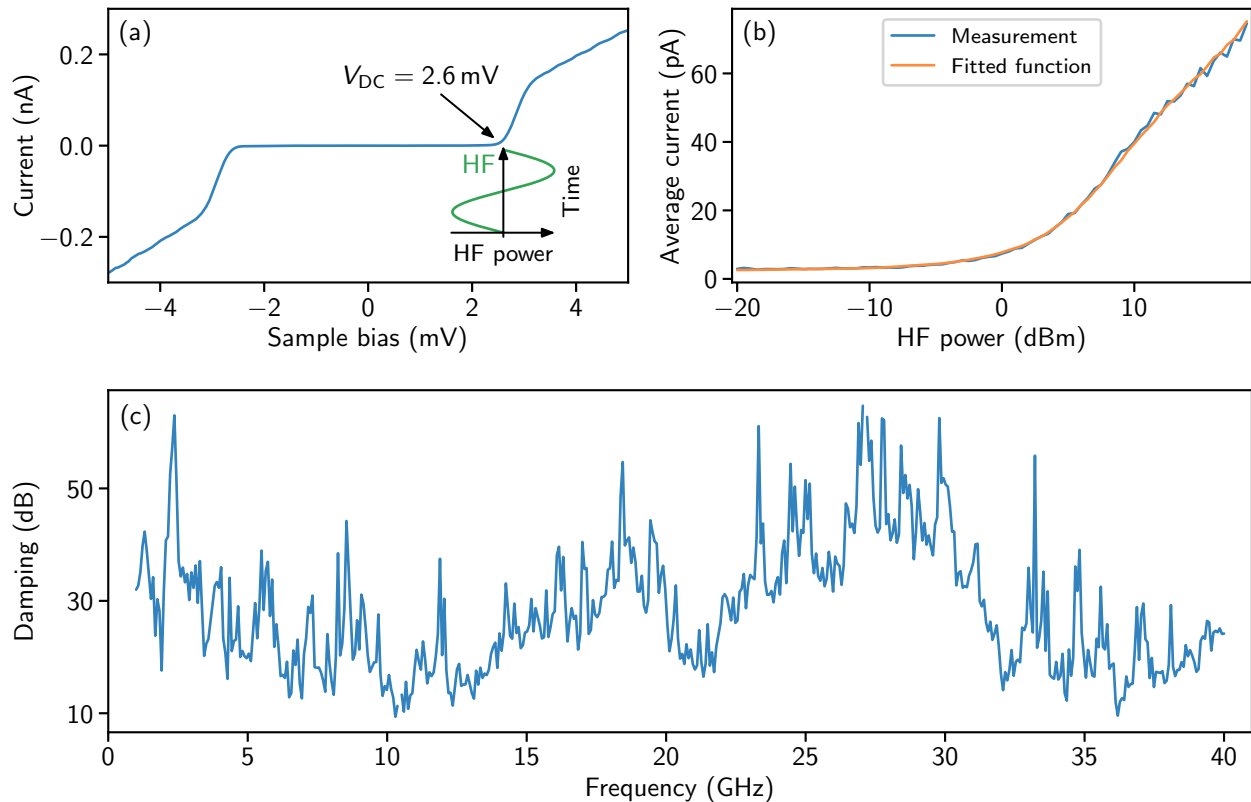 (a)
0.2
0.0
−0.2
Current (nA)
V_DC = 2.6 mV
HF
Time
HF power
−4
−2
0
2
4
Sample bias (mV)
(b)
Measurement
Fitted function
60
40
20
0
Average current (pA)
−20
−10
0
10
HF power (dBm)
(c)
50
30
10
Damping (dB)
0
5
10
15
20
25
30
35
40
Frequency (GHz)